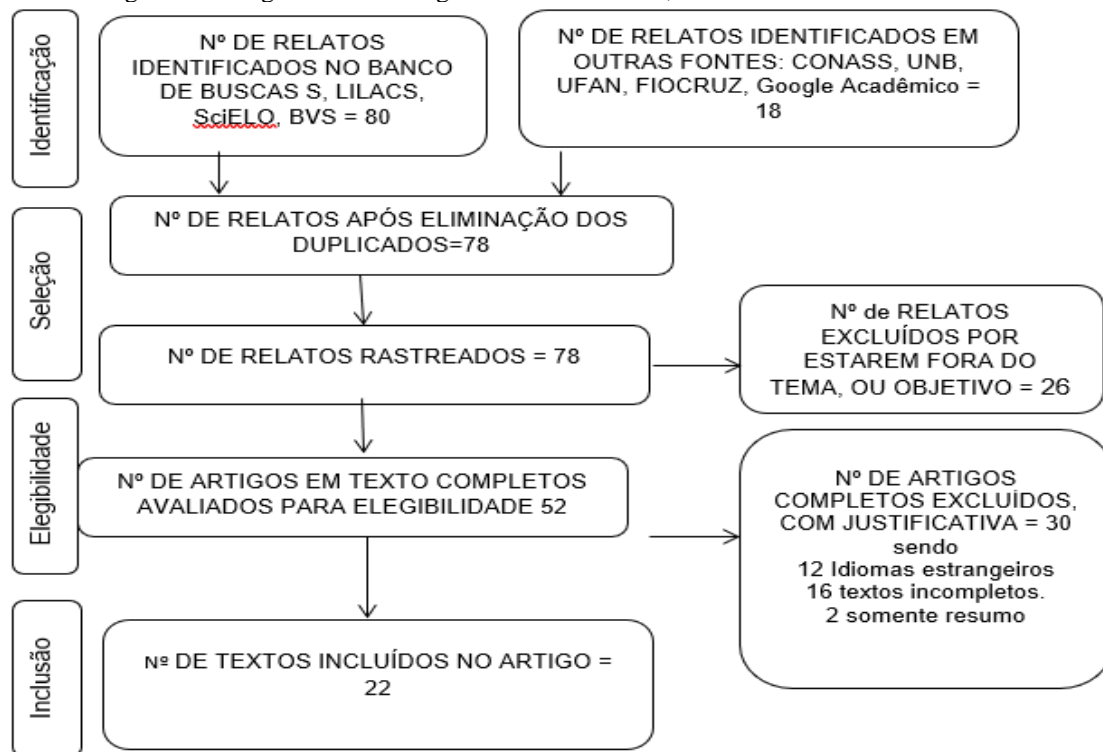 Identificação
Nº DE RELATOS
IDENTIFICADOS NO BANCO
DE BUSCAS S, LILACS,
SciELO, BVS = 80
Nº DE RELATOS IDENTIFICADOS EM
OUTRAS FONTES: CONASS, UNB,
UFAN, FIOCRUZ, Google Acadêmico =
18
Seleção
Nº DE RELATOS APÓS ELIMINAÇÃO DOS
DUPLICADOS=78
Nº DE RELATOS RASTREADOS = 78
Nº de RELATOS
EXCLUÍDOS POR
ESTAREM FORA DO
TEMA, OU OBJETIVO = 26
Elegibilidade
Nº DE ARTIGOS EM TEXTO COMPLETOS
AVALIADOS PARA ELEGIBILIDADE 52
Nº DE ARTIGOS
COMPLETOS EXCLUÍDOS,
COM JUSTIFICATIVA = 30
sendo
12 Idiomas estrangeiros
16 textos incompletos.
2 somente resumo
Inclusão
Nº DE TEXTOS INCLUÍDOS NO ARTIGO =
22